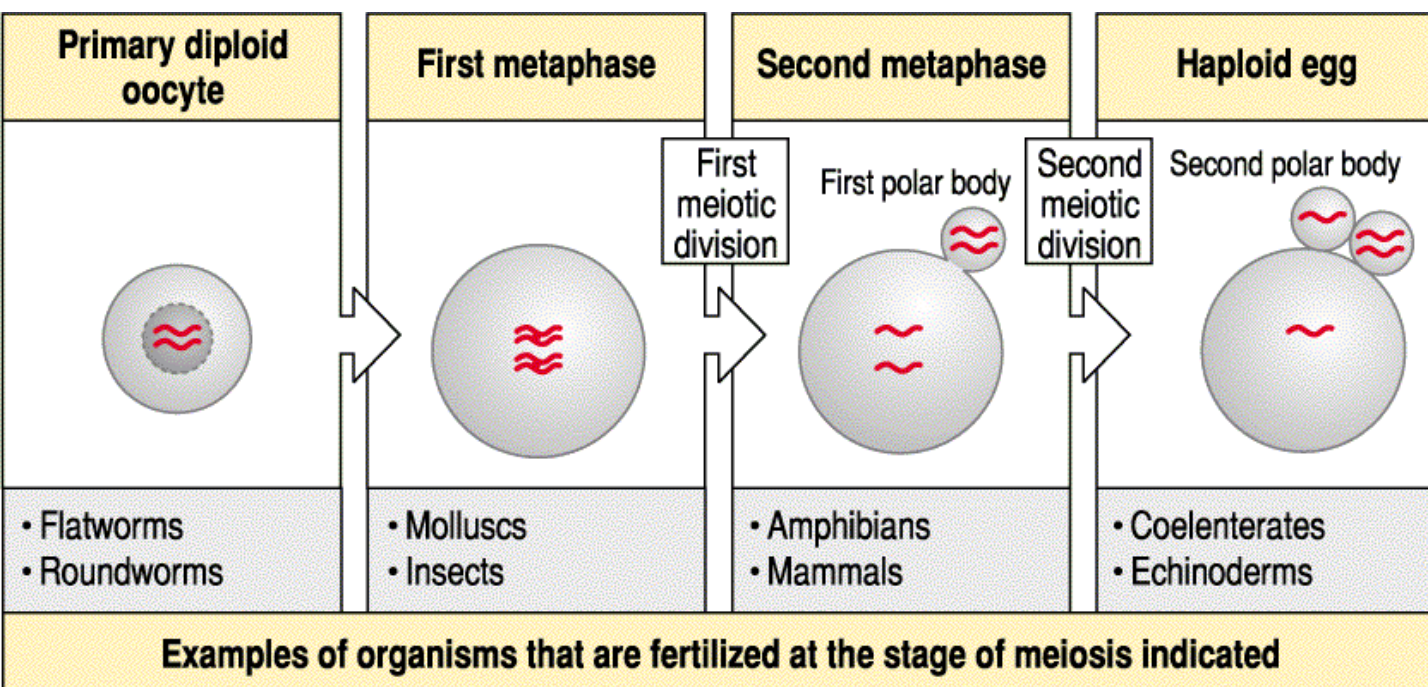 Primary diploid
oocyte
First metaphase
Second metaphase
Haploid egg
First
meiotic
division
First polar body
Second
meiotic
division
Second polar body
• Flatworms
• Roundworms
• Molluscs
• Insects
• Amphibians
• Mammals
• Coelenterates
• Echinoderms
Examples of organisms that are fertilized at the stage of meiosis indicated